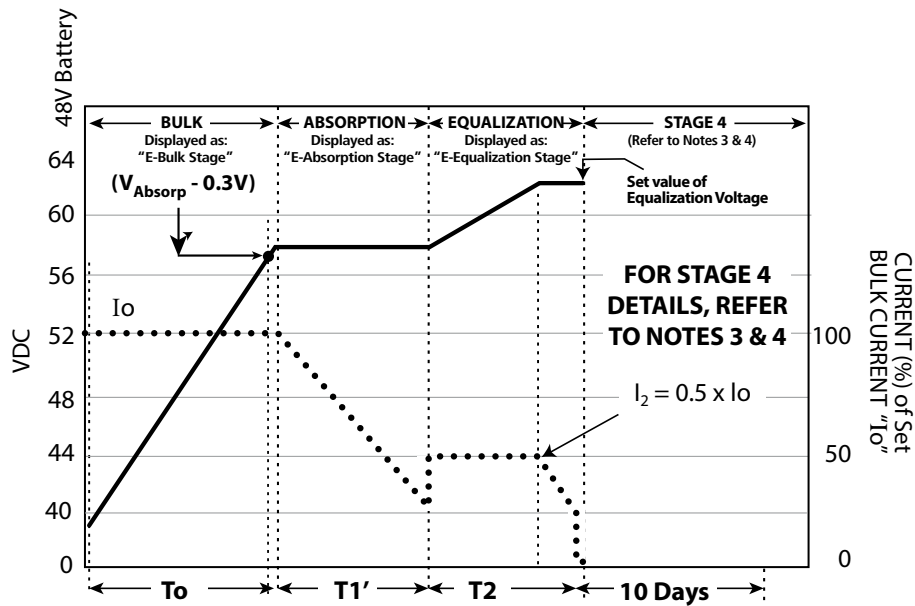 48V Battery
VDC
64
60
56
52
48
44
40
0
BULK
Displayed as:
"E-Bulk Stage"
(V Absorp - 0.3V)
ABSORPTION
Displayed as:
"E-Absorption Stage"
EQUALIZATION
Displayed as:
"E-Equalization Stage"
STAGE 4
(Refer to Notes 3 & 4)
Set value of
Equalization Voltage
FOR STAGE 4
DETAILS, REFER
TO NOTES 3 & 4
Io
I2 = 0.5 x Io
100
50
0
CURRENT (%) of Set
BULK CURRENT "Io"
To
T1'
T2
10 Days